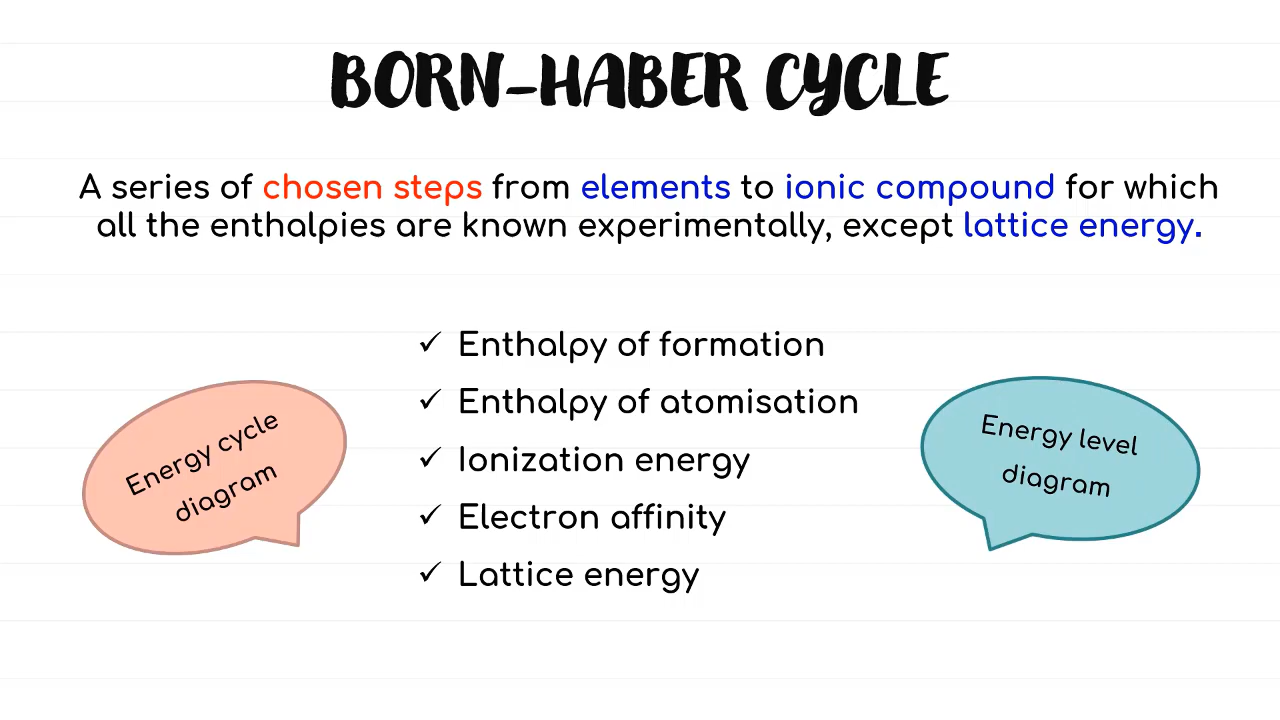 BORN-HABER CYCLE
A series of chosen steps from elements to ionic compound for which
all the enthalpies are known experimentally, except lattice energy.
✓ Enthalpy of formation
✓ Enthalpy of atomisation
✓ Ionization energy
✓ Electron affinity
✓ Lattice energy
Energy cycle
diagram
Energy level
diagram